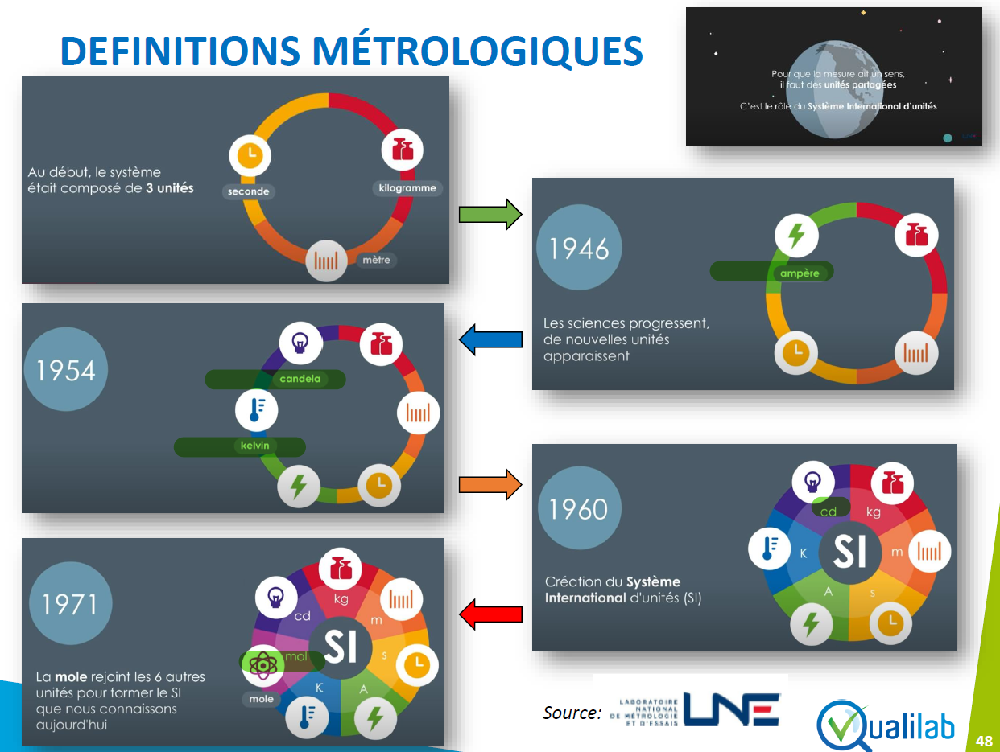 DEFINITIONS MÉTROLOGIQUES
Pour que la mesure ait un sens,
il faut des unités partagées
C'est le rôle du Système International d'unités
LNE
Au début, le système
était composé de 3 unités
seconde
kilogramme
mètre
1946
ampère
Les sciences progressent,
de nouvelles unités
apparaissent
1954
candela
kelvin
1960
cd
kg
K
SI
m
A
s
Création du Système
International d'unités (SI)
1971
kg
cd
m
SI
mol
s
K
A
mole
La mole rejoint les 6 autres
unités pour former le SI
que nous connaissons
aujourd'hui
Source:
LABORATOIRE
NATIONAL
DE MÉTROLOGIE
ET D'ESSAIS
LNE
Qualilab
48